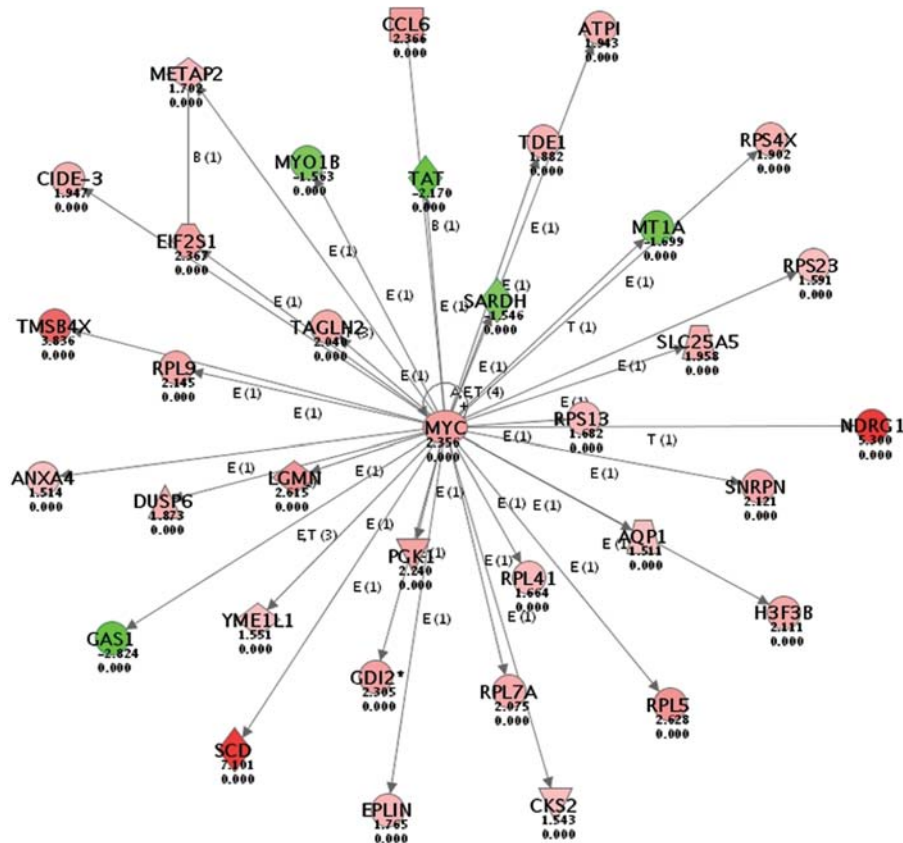 CCL6
2.366
0.000
ATPI
1.943
0.000
METAP2
1.702
0.000
B (1)
MYO1B
-1.563
0.000
TDE1
1.882
0.000
RPS4X
1.902
0.000
CIDE-3
1.947
0.000
TAT
-2.170
0.000
B (1)
E (1)
MT1A
-1.699
0.000
EIF2S1
2.367
0.000
E (1)
E (1)
RPS23
1.591
0.000
E (1)
SARDH
-1.546
0.000
E (1)
E (1)
TMSB4X
3.836
0.000
TAGLN2
2.040
0.000
T (1)
SLC25A5
1.958
0.000
RPL9
2.145
0.000
E (1)
E (1)
E (1)
E (1)
A,E,T (4)
+
E (1)
MYC
2.356
0.000
RPS13
1.682
0.000
E (1)
T (1)
NDRG1
5.300
0.000
ANXA4
1.514
0.000
E (1)
E (1)
E (1)
LGMN
2.615
0.000
DUSP6
1.873
0.000
SNRPN
2.121
0.000
E (1)
E (1)
E (1)
E,T (3)
E (1)
AQP1
1.511
0.000
PGK1
2.240
0.000
E (1)
E (1)
RPL41
1.664
0.000
E (1)
GAS1
-2.824
0.000
YME1L1
1.551
0.000
E (1)
E (1)
H3F3B
2.111
0.000
GDI2*
2.305
0.000
RPL7A
2.075
0.000
RPL5
2.628
0.000
SCD
7.101
0.000
EPLIN
1.765
0.000
CKS2
1.543
0.000